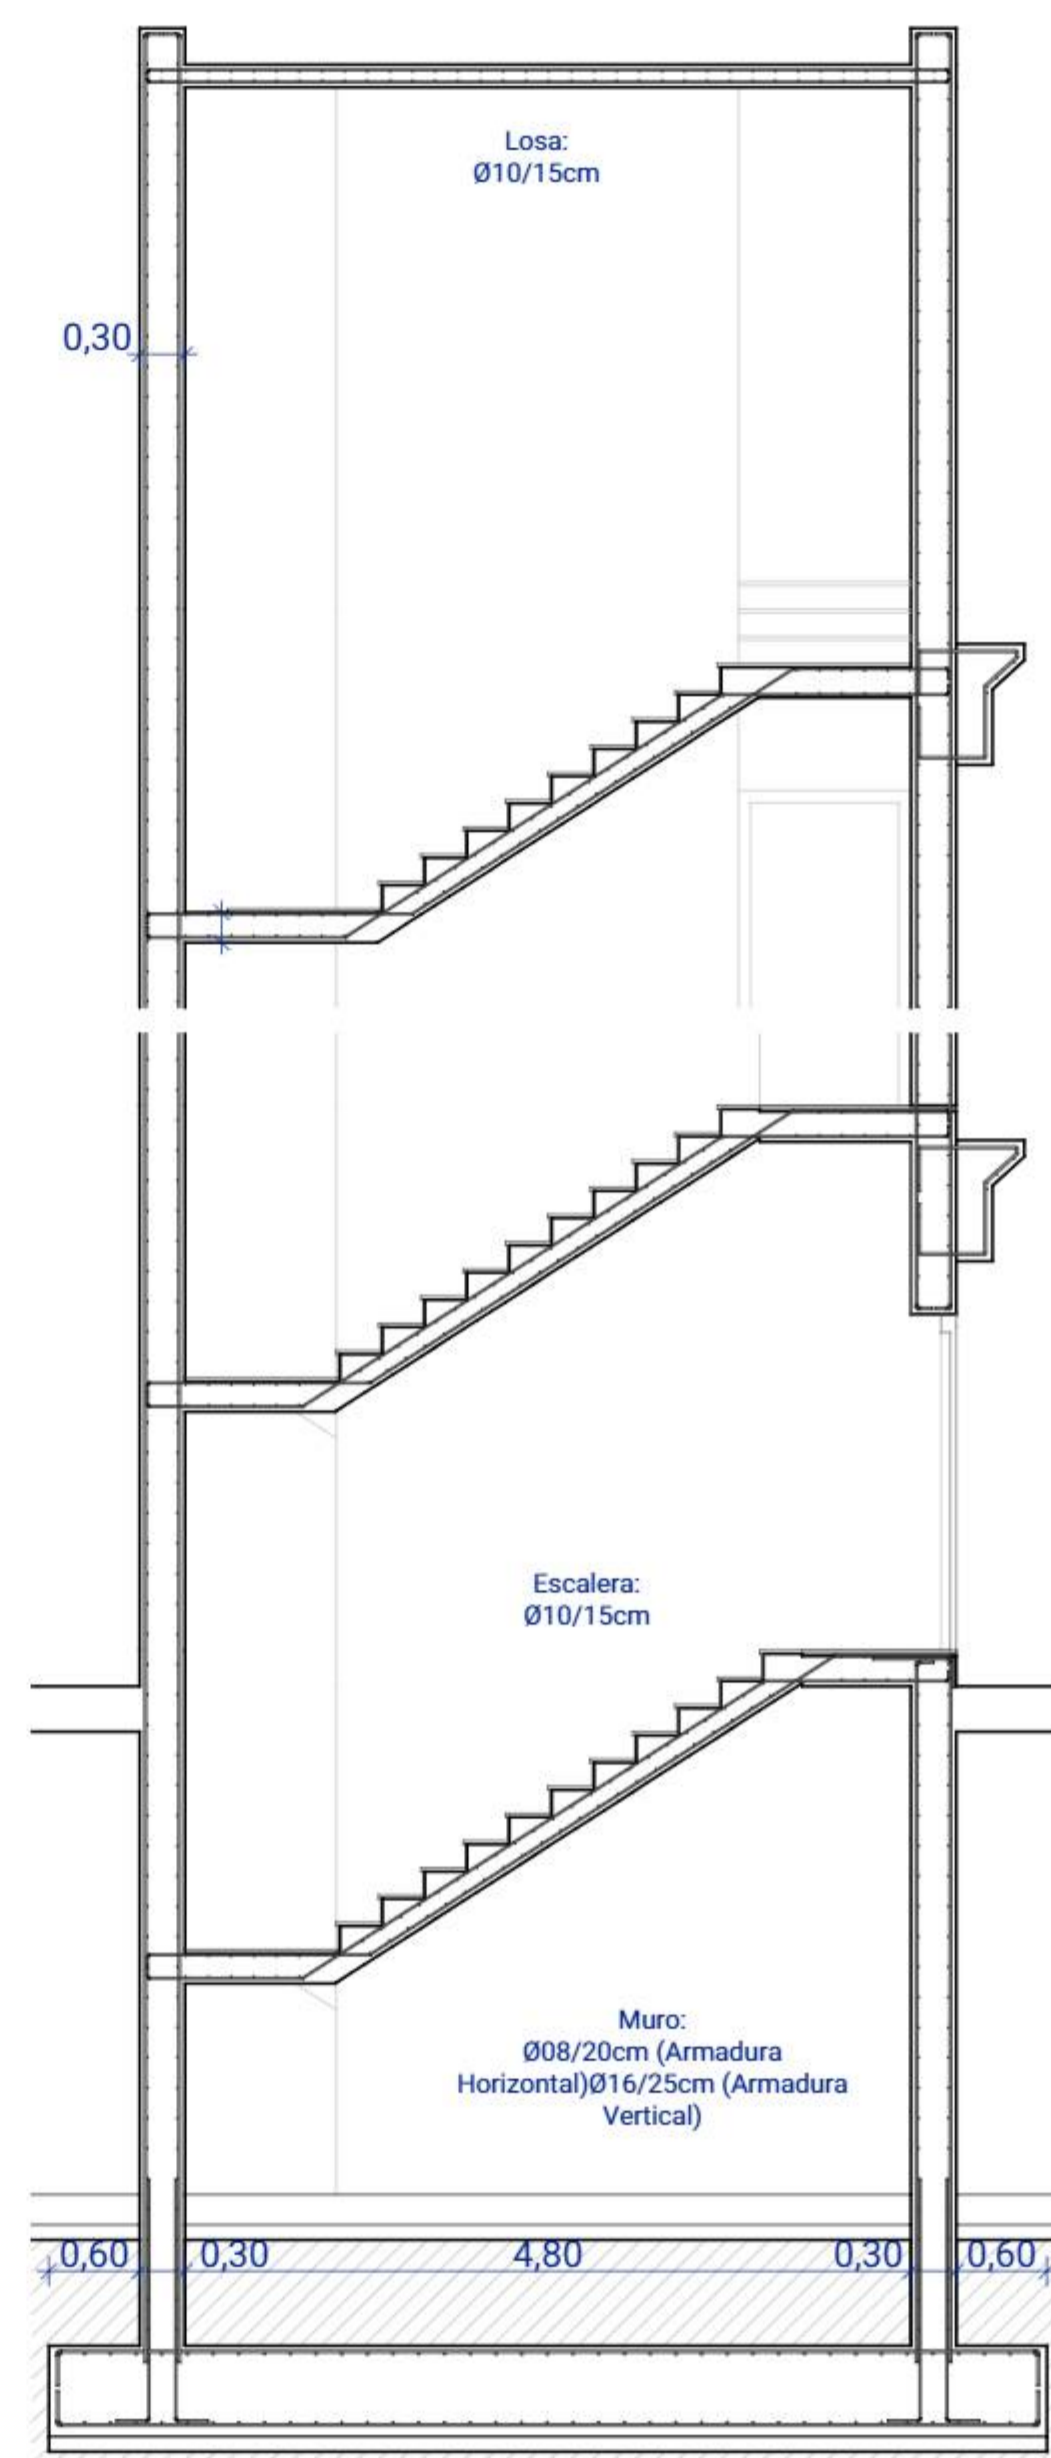 Losa:
Ø10/15cm
0,30
Escalera:
Ø10/15cm
Muro:
Ø08/20cm (Armadura
Horizontal)Ø16/25cm (Armadura
Vertical)
0,60 0,30 4,80 0,30 0,60